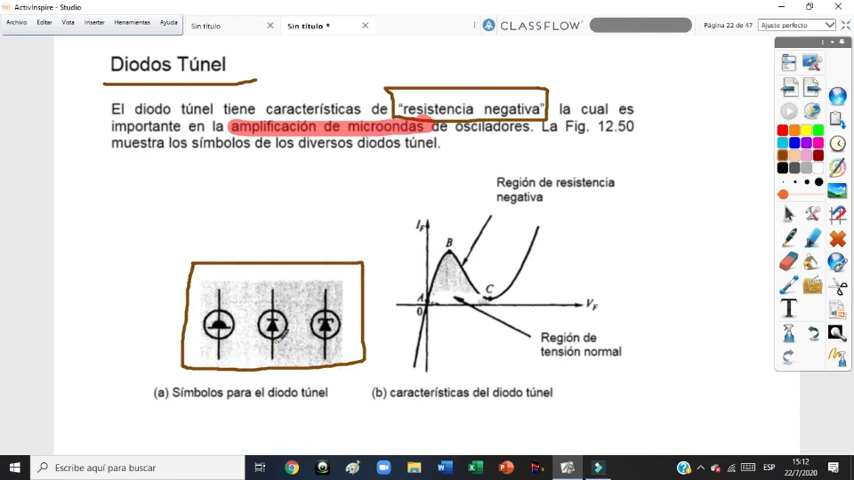 ActivInspire - Studio
Archivo Editar Vista Insertar Herramientas Ayuda
Sin título
Sin título *
CLASSFLOW
Página 22 de 47
Ajuste perfecto
Diodos Túnel
El diodo túnel tiene características de "resistencia negativa" la cual es
importante en la amplificación de microondas de osciladores. La Fig. 12.50
muestra los símbolos de los diversos diodos túnel.
Región de resistencia
negativa
I_F
B
A
C
0
V_F
Región de
tensión normal
(a) Símbolos para el diodo túnel
(b) características del diodo túnel
Escribe aquí para buscar
ESP
15:12
22/7/2020